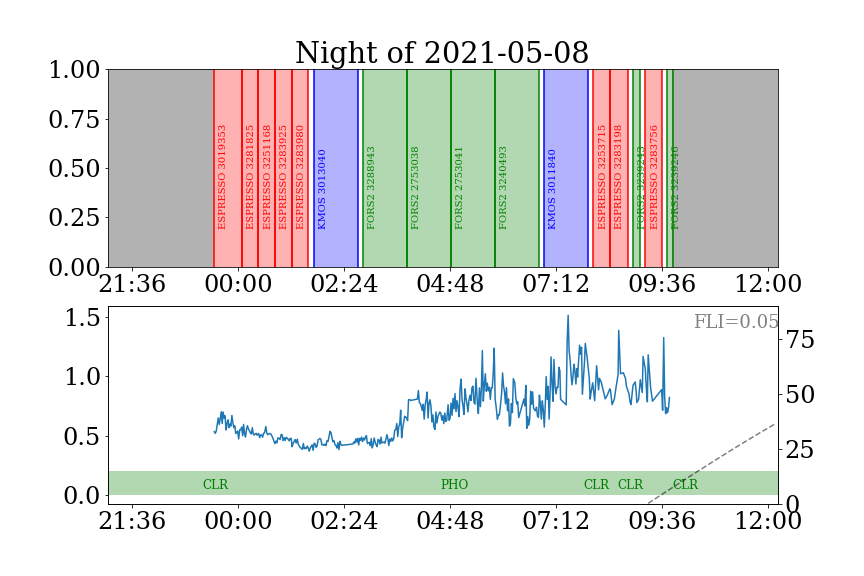 Night of 2021-05-08
1.00
0.75
0.50
0.25
0.00
ESPRESSO 3019353
ESPRESSO 3281825
ESPRESSO 3251168
ESPRESSO 3283925
ESPRESSO 3283980
KMOS 3013040
FORS2 3288943
FORS2 2753038
FORS2 2753041
FORS2 3240493
KMOS 3011840
ESPRESSO 3253715
ESPRESSO 3283198
FORS2 3239243
ESPRESSO 3283756
FORS2 3239246
21:36 00:00 02:24 04:48 07:12 09:36 12:00
1.5
1.0
0.5
0.0
FLI=0.05
75
50
25
0
CLR PHO CLR CLR CLR
21:36 00:00 02:24 04:48 07:12 09:36 12:00